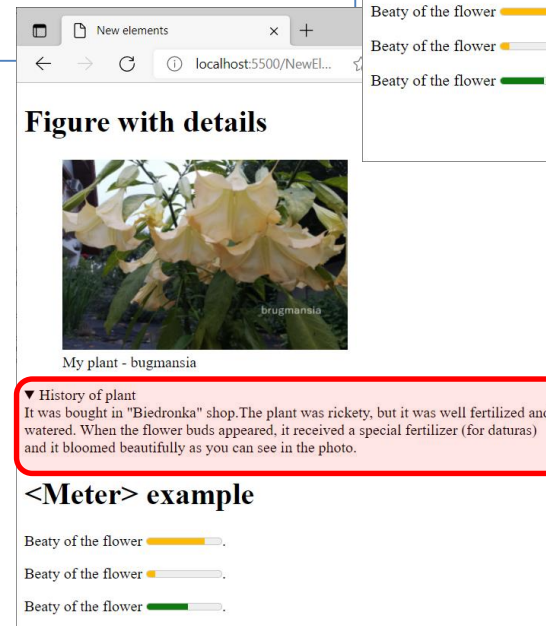 Beaty of the flower
Beaty of the flower
Beaty of the flower
New elements
localhost:5500/NewEl...
Figure with details
brugmansia
My plant - bugmansia
▼ History of plant
It was bought in "Biedronka" shop.The plant was rickety, but it was well fertilized and
watered. When the flower buds appeared, it received a special fertilizer (for daturas)
and it bloomed beautifully as you can see in the photo.
<Meter> example
Beaty of the flower .
Beaty of the flower .
Beaty of the flower .